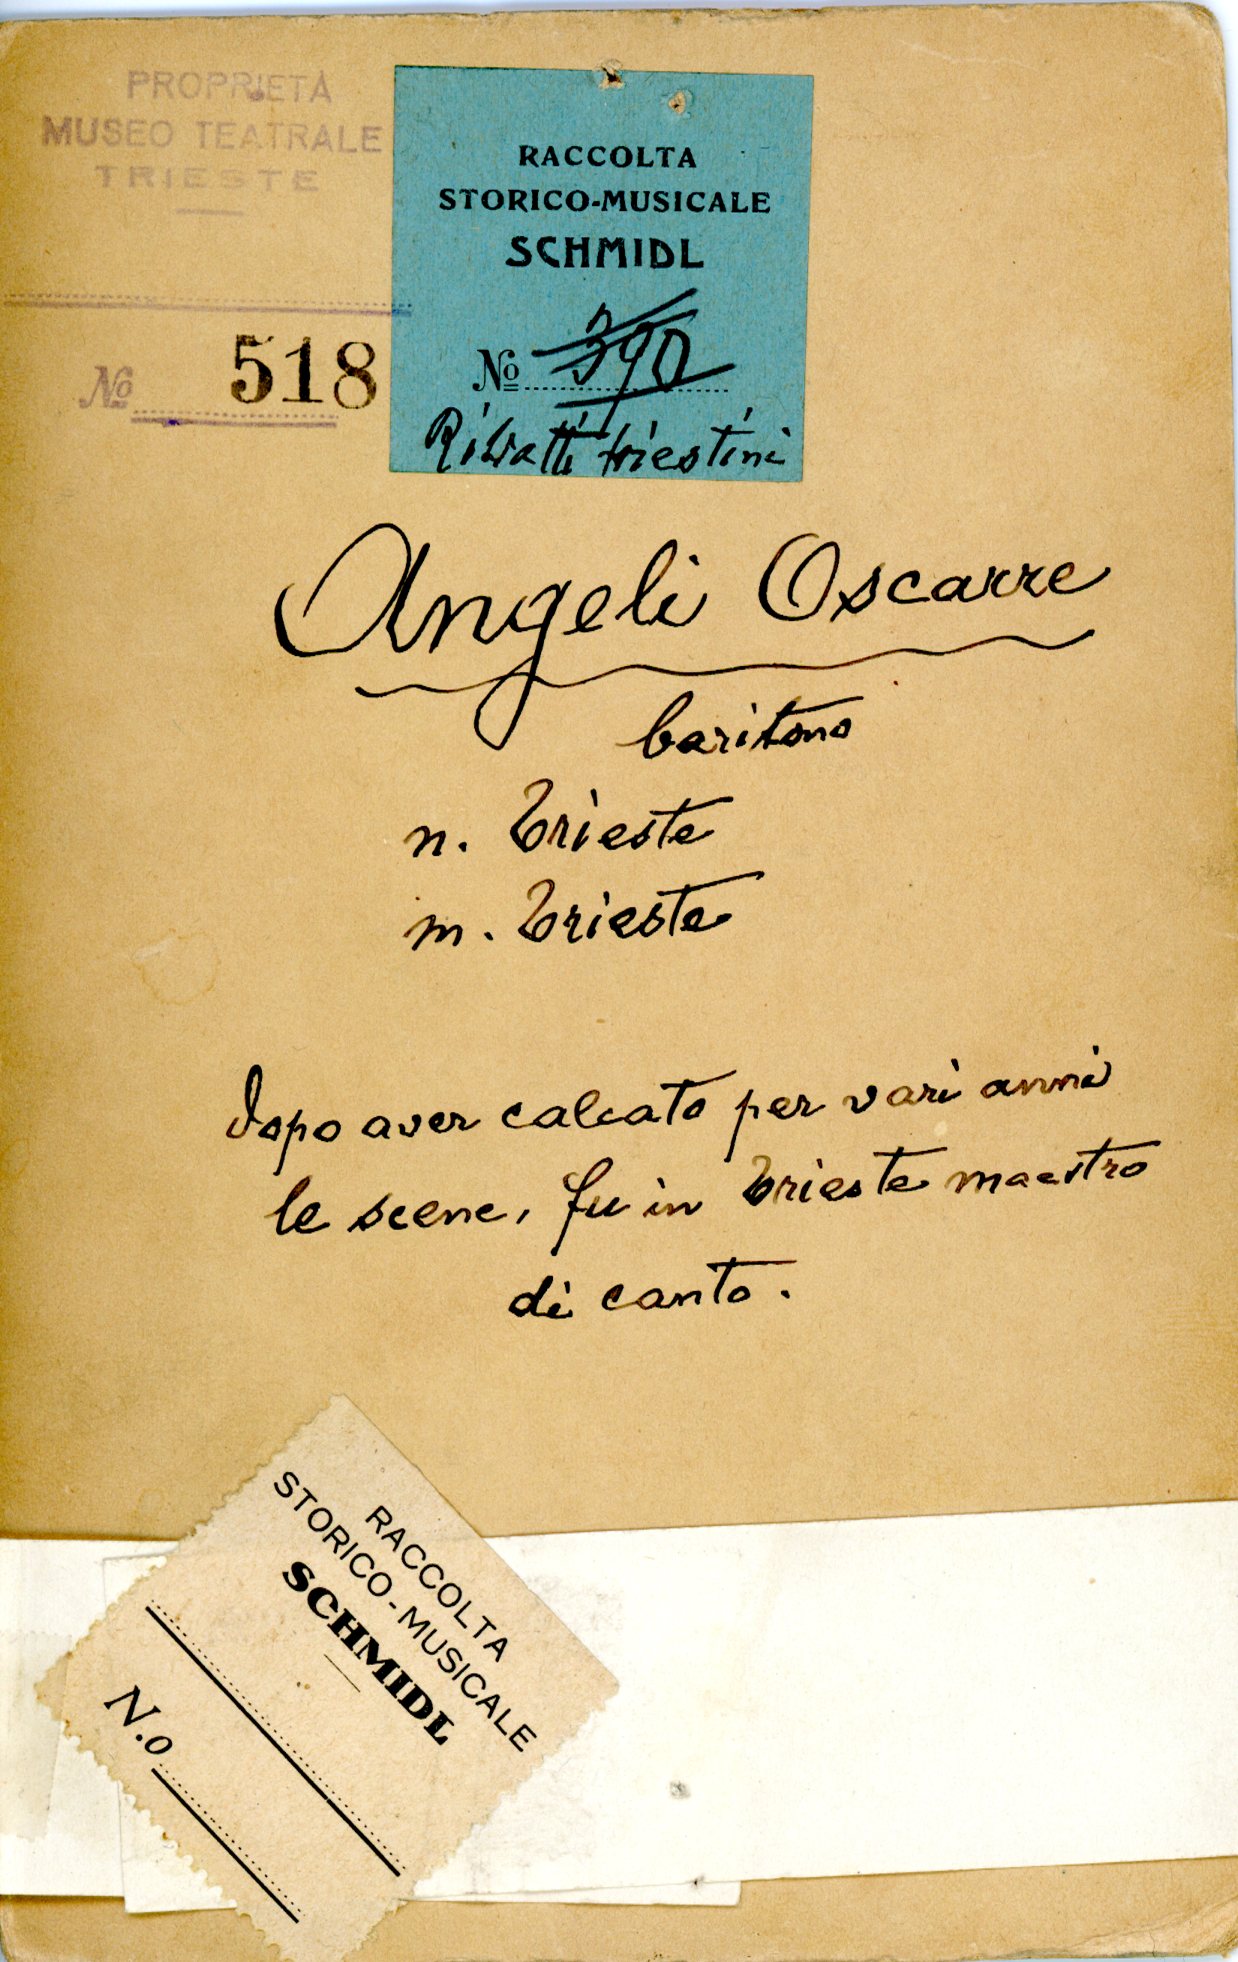 PROPRIETÀ
MUSEO TEATRALE
TRIESTE
No 518
RACCOLTA
STORICO-MUSICALE
SCHMIDL
No 390
Ritratti triestini
Angeli Oscarre
baritono
n. Trieste
m. Trieste
Dopo aver calcato per vari anni
le scene, fu in Trieste maestro
di canto.
RACCOLTA
STORICO-MUSICALE
SCHMIDL
N.o